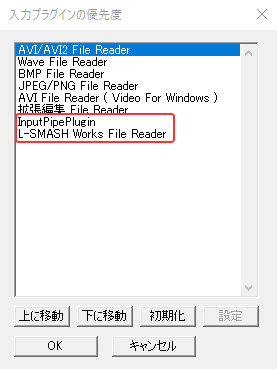 入力プラグインの優先度
AVI/AVI2 File Reader
Wave File Reader
BMP File Reader
JPEG/PNG File Reader
AVI File Reader ( Video For Windows )
拡張編集 File Reader
InputPipePlugin
L-SMASH Works File Reader
上に移動 下に移動 初期化 設定
OK キャンセル